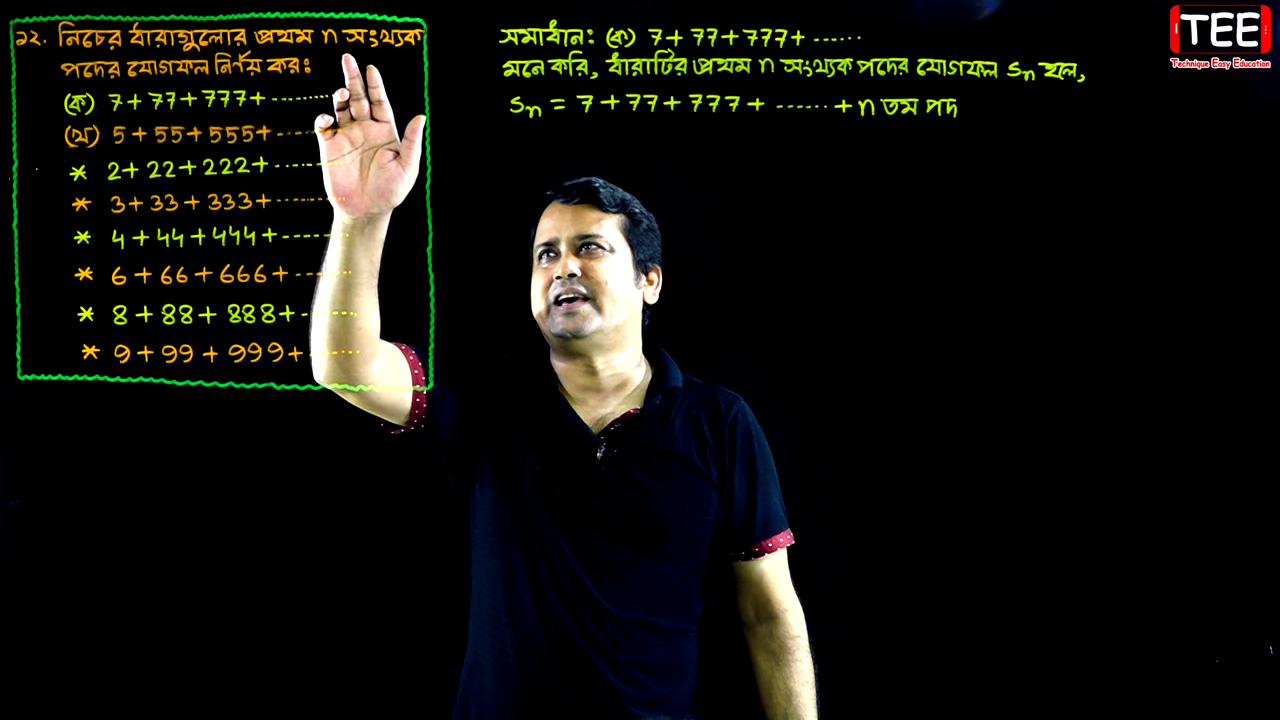 ১২. নিচের ধারাগুলোর প্রথম n সংখ্যক
পদের যোগফল নির্ণয় কর:
(ক) 7+77+777+--------
(খ) 5+55+555+-----
* 2+22+222+--------
* 3+33+333+--------
* 4+44+444+--------
* 6+66+666+--------
* 8+88+888+------
* 9+99+999+------
সমাধান: (ক) 7+77+777+ ......
মনে করি, ধারাটির প্রথম n সংখ্যক পদের যোগফল Sn হলে,
Sn = 7+77+777+ ...... +n তম পদ
TEE
Technique Easy Education